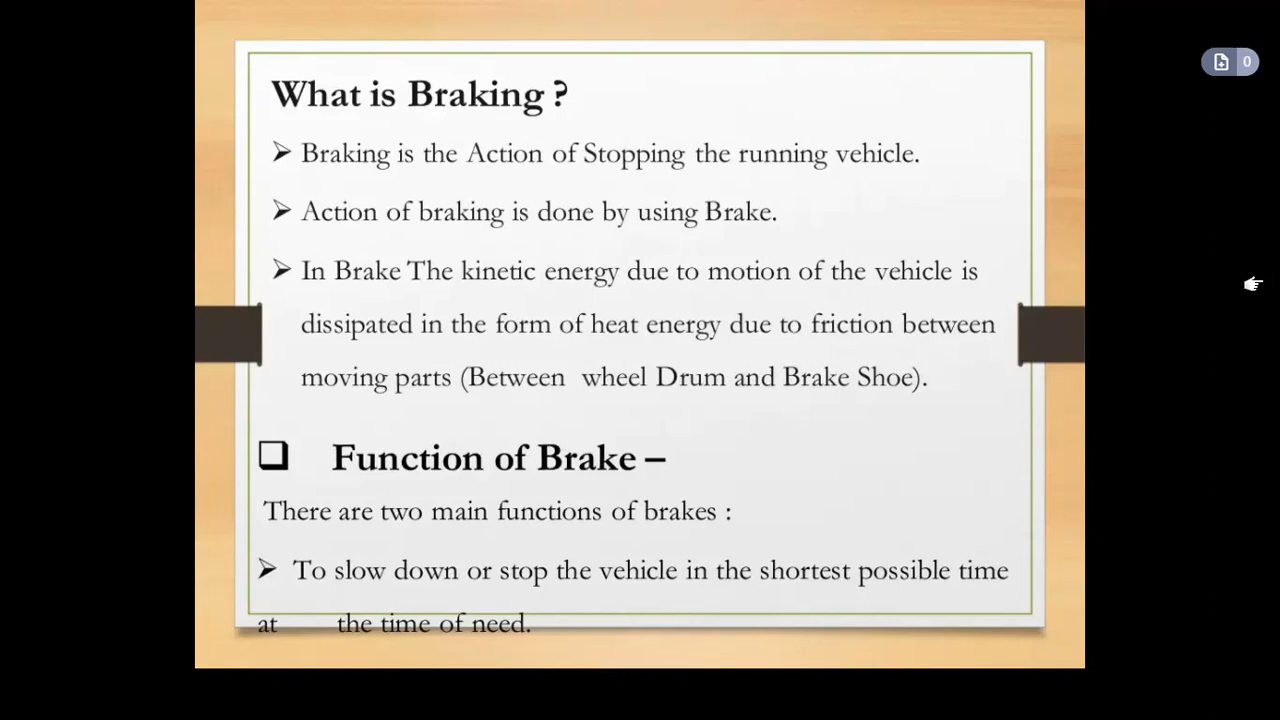 What is Braking ?
➢ Braking is the Action of Stopping the running vehicle.
➢ Action of braking is done by using Brake.
➢ In Brake The kinetic energy due to motion of the vehicle is
dissipated in the form of heat energy due to friction between
moving parts (Between wheel Drum and Brake Shoe).
❑ Function of Brake –
There are two main functions of brakes :
➢ To slow down or stop the vehicle in the shortest possible time
at the time of need.
0